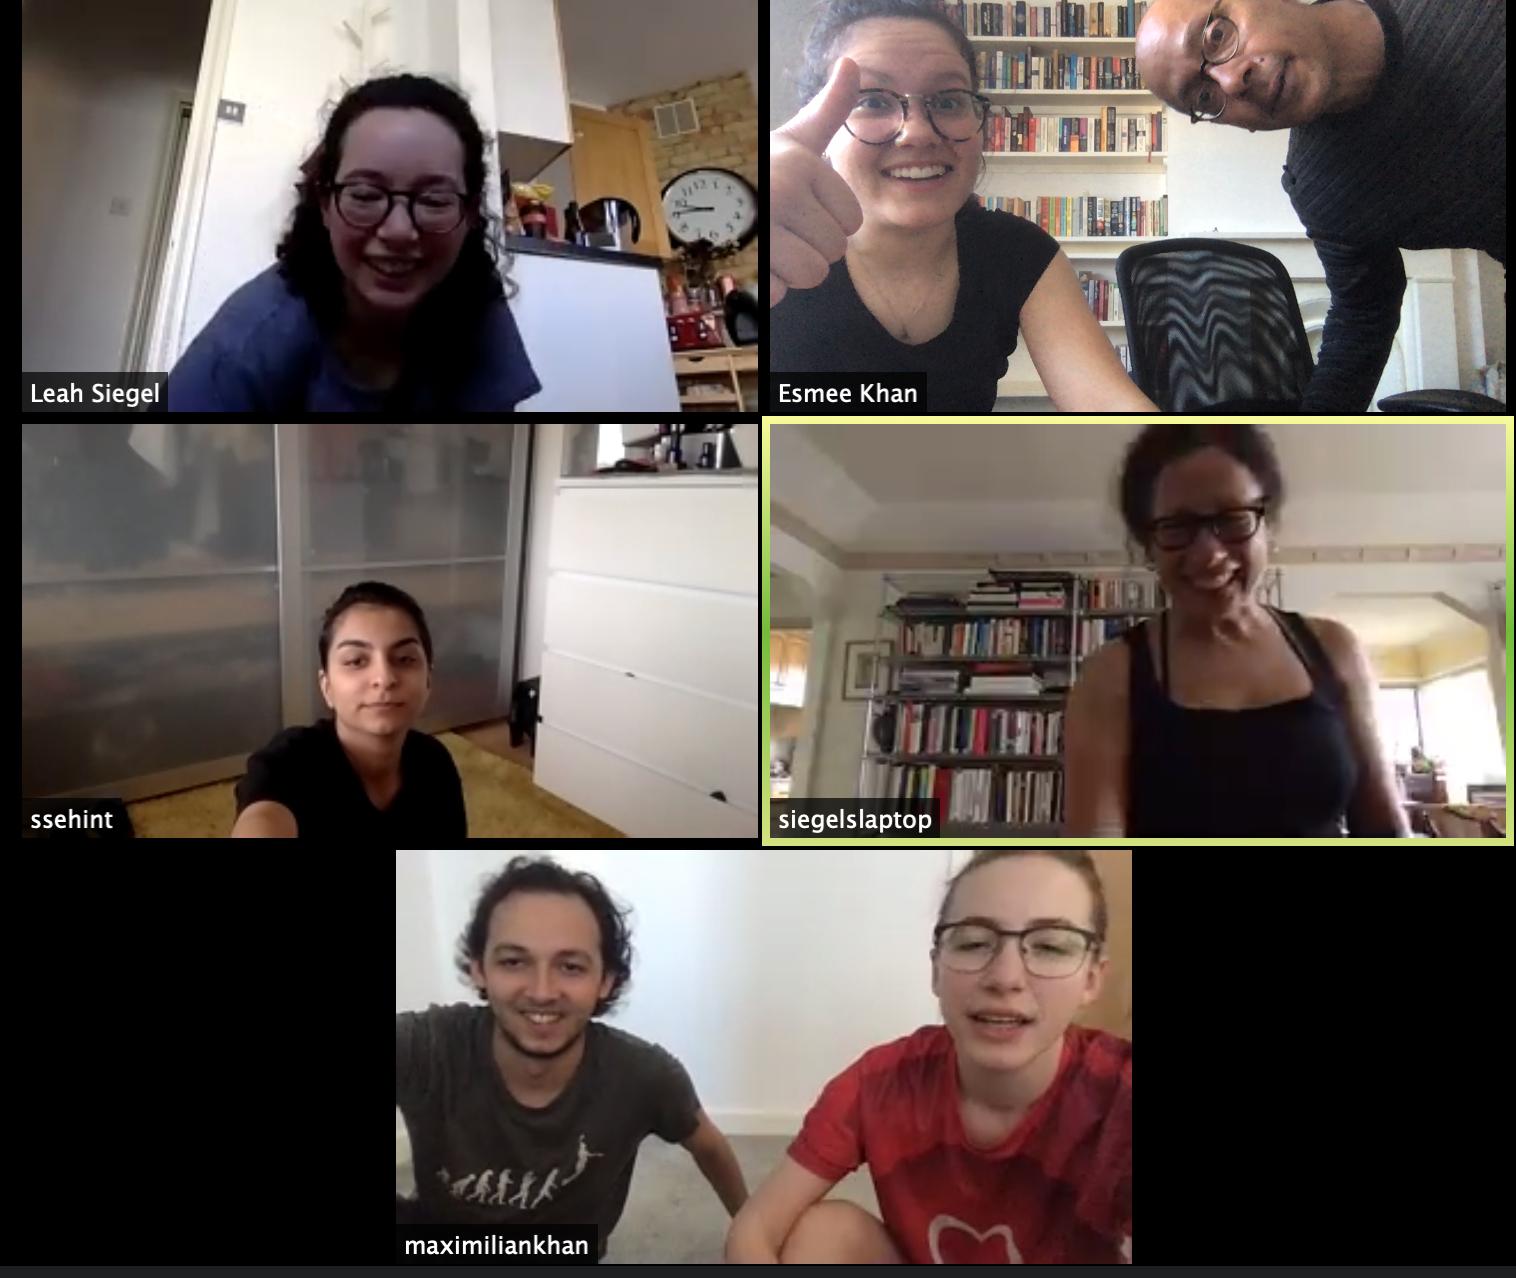 Leah Siegel
Esmee Khan
ssehint
siegelslaptop
maximiliankhan